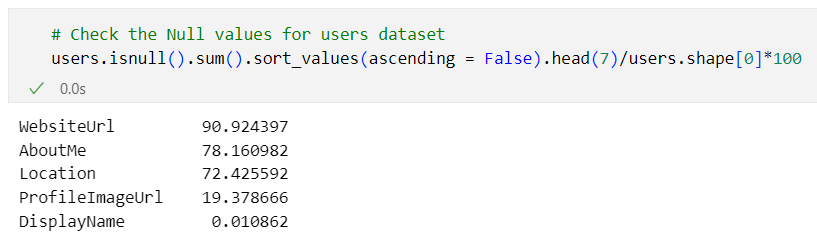 # Check the Null values for users dataset
users.isnull().sum().sort_values(ascending = False).head(7)/users.shape[0]*100
✓ 0.0s
WebsiteUrl 90.924397
AboutMe 78.160982
Location 72.425592
ProfileImageUrl 19.378666
DisplayName 0.010862